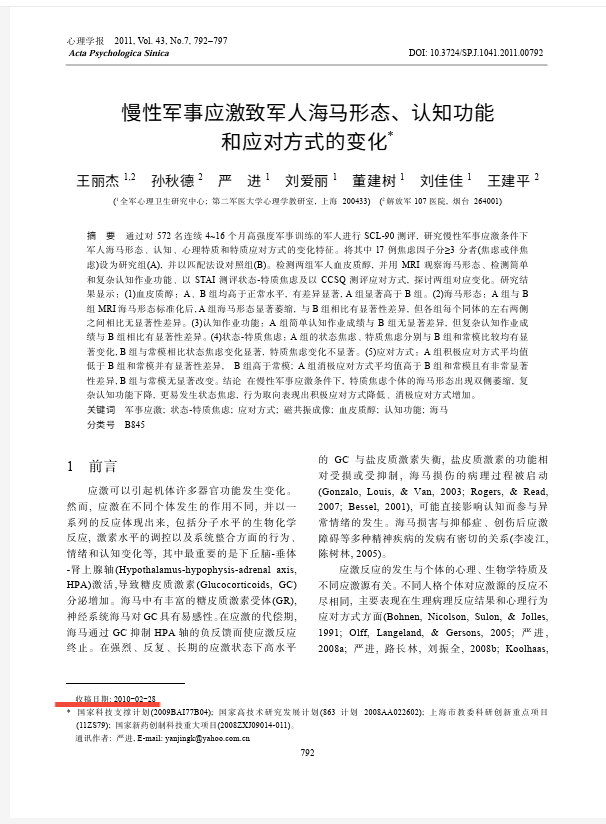 心理学报 2011, Vol. 43, No.7, 792−797
Acta Psychologica Sinica DOI: 10.3724/SP.J.1041.2011.00792
慢性军事应激致军人海马形态、认知功能
和应对方式的变化*
王丽杰 1,2 孙秋德 2 严 进 1 刘爱丽 1 董建树 1 刘佳佳 1 王建平 2
(1 全军心理卫生研究中心; 第二军医大学心理学教研室, 上海 200433) (2 解放军 107 医院, 烟台 264001)
摘 要 通过对 572 名连续 4~16 个月高强度军事训练的军人进行 SCL-90 测评, 研究慢性军事应激条件下
军人海马形态、认知、心理特质和特质应对方式的变化特征。将其中 17 例焦虑因子分≥3 分者(焦虑或伴焦
虑)设为研究组(A), 并以匹配法设对照组(B)。检测两组军人血皮质醇, 并用 MRI 观察海马形态、检测简单
和复杂认知作业功能、以 STAI 测评状态-特质焦虑以及 CCSQ 测评应对方式, 探讨两组对应变化。研究结
果显示: (1)血皮质醇: A、B 组均高于正常水平, 有差异显著, A 组显著高于 B 组。(2)海马形态: A 组与 B
组 MRI 海马形态标准化后, A 组海马形态显著萎缩, 与 B 组相比有显著性差异, 但各组每个同体的左右两侧
之间相比无显著性差异。(3)认知作业功能: A 组简单认知作业成绩与 B 组无显著差异, 但复杂认知作业成
绩与 B 组相比有显著性差异。(4)状态-特质焦虑: A 组的状态焦虑、特质焦虑分别与 B 组和常模比较均有显
著变化, B 组与常模相比状态焦虑变化显著, 特质焦虑变化不显著。(5)应对方式: A 组积极应对方式平均值
低于 B 组和常模并有显著性差异, B 组高于常模; A 组消极应对方式平均值高于 B 组和常模且有非常显著
性差异, B 组与常模无显著改变。结论 在慢性军事应激条件下, 特质焦虑个体的海马形态出现双侧萎缩, 复
杂认知功能下降, 更易发生状态焦虑, 行为取向表现出积极应对方式降低、消极应对方式增加。
关键词 军事应激; 状态-特质焦虑; 应对方式; 磁共振成像; 血皮质醇; 认知功能; 海马
分类号 B845
1 前言
应激可以引起机体许多器官功能发生变化。
然而, 应激在不同个体发生的作用不同, 并以一
系列的反应体现出来, 包括分子水平的生物化学
反应, 激素水平的调控以及系统整合方面的行为、
情绪和认知变化等, 其中最重要的是下丘脑-垂体
-肾上腺轴(Hypothalamus-hypophysis-adrenal axis,
HPA)激活,导致糖皮质激素(Glucocorticoids, GC)
分泌增加。海马中有丰富的糖皮质激素受体(GR),
神经系统海马对 GC 具有易感性。在应激的代偿期,
海马通过 GC 抑制 HPA 轴的负反馈而使应激反应
终止。在强烈、反复、长期的应激状态下高水平
的 GC 与盐皮质激素失衡, 盐皮质激素的功能相
对受损或受抑制, 海马损伤的病理过程被启动
(Gonzalo, Louis, & Van, 2003; Rogers, & Read,
2007; Bessel, 2001), 可能直接影响认知而参与异
常情绪的发生。海马损害与抑郁症、创伤后应激
障碍等多种精神疾病的发病有密切的关系(李凌江,
陈树林, 2005)。
应激反应的发生与个体的心理、生物学特质及
不同应激源有关。不同人格个体对应激源的反应不
尽相同, 主要表现在生理病理反应结果和心理行为
应对方式方面(Bohnen, Nicolson, Sulon, & Jolles,
1991; Olff, Langeland, & Gersons, 2005; 严进,
2008a; 严进, 路长林, 刘振全, 2008b; Koolhaas,
收稿日期: 2010-02-28
* 国家科技支撑计划(2009BAI77B04); 国家高技术研究发展计划(863 计划 2008AA022602); 上海市教委科研创新重点项目
(11ZS79); 国家新药创制科技重大项目(2008ZXJ09014-011)。
通讯作者: 严进, E-mail: yanjingk@yahoo.com.cn
792